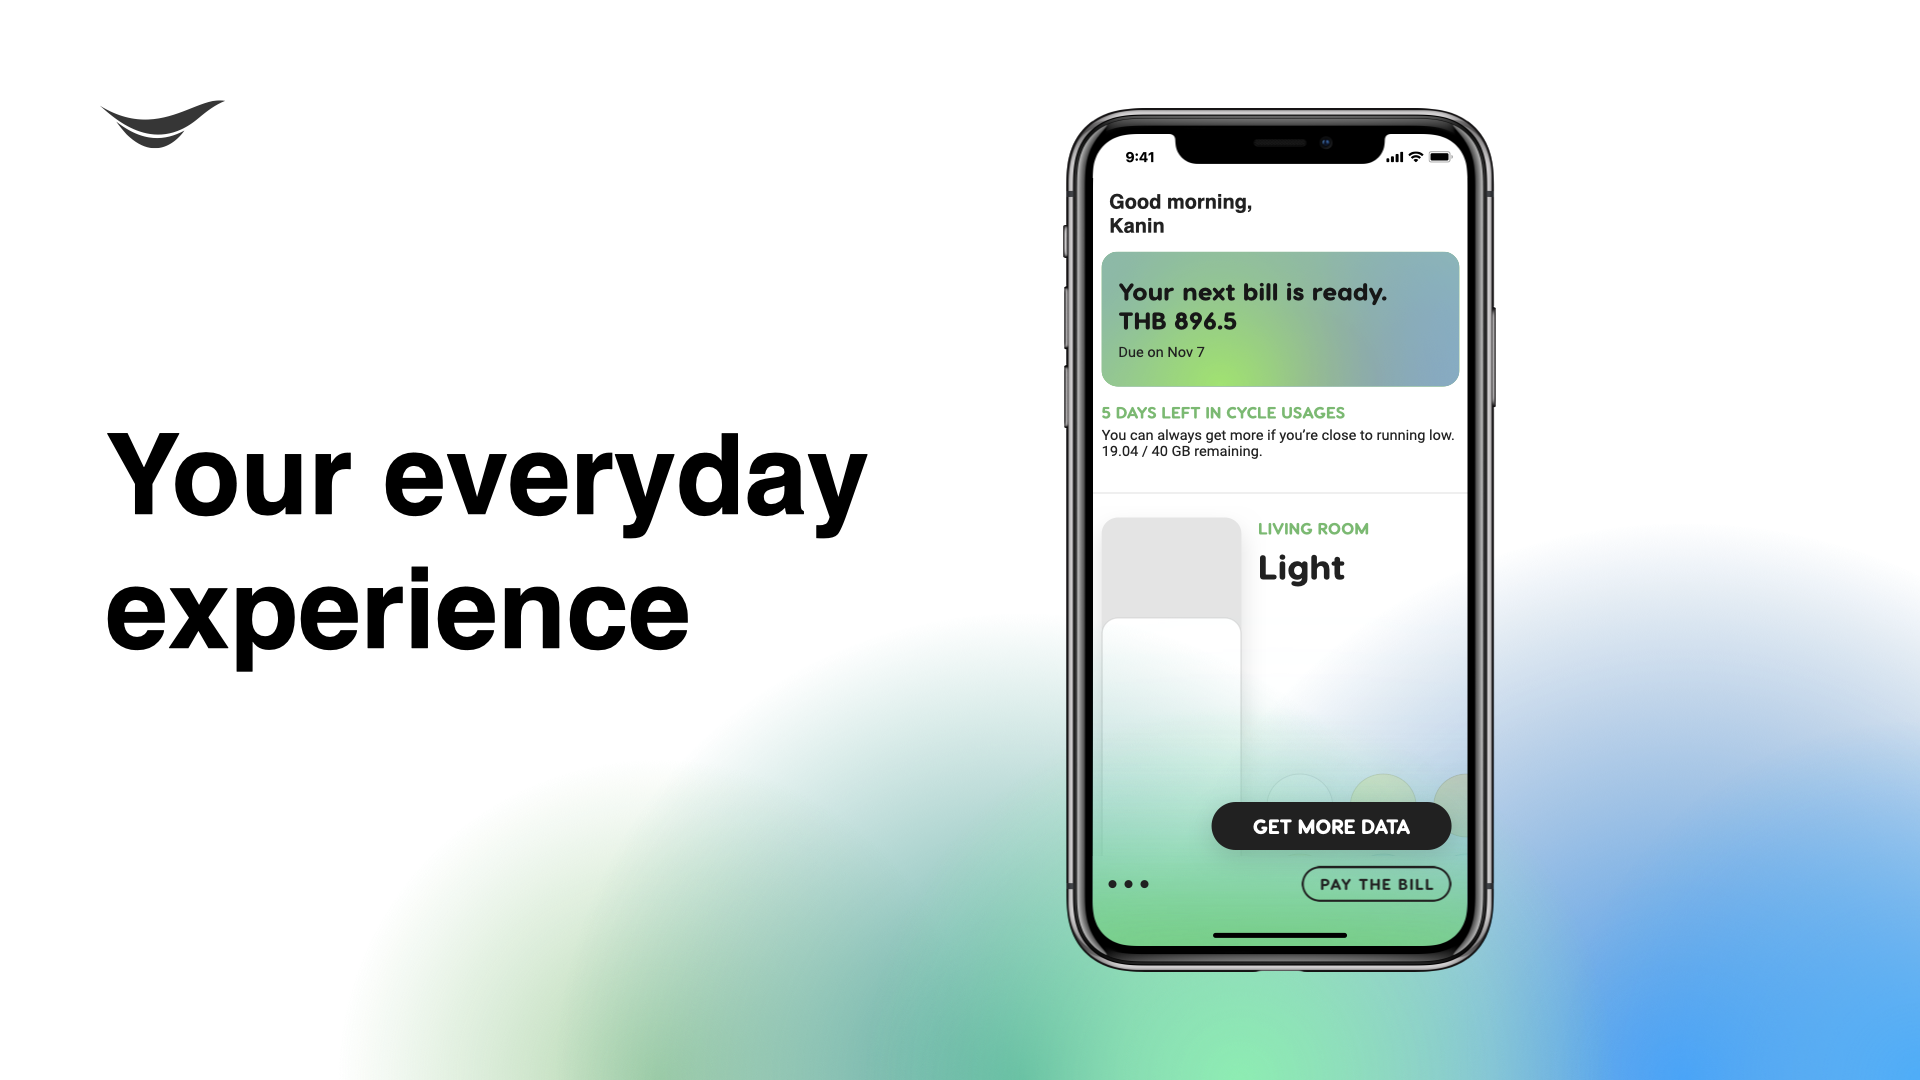 Your everyday
experience
9:41
Good morning,
Kanin
Your next bill is ready.
THB 896.5
Due on Nov 7
5 DAYS LEFT IN CYCLE USAGES
You can always get more if you’re close to running low.
19.04 / 40 GB remaining.
LIVING ROOM
Light
GET MORE DATA
PAY THE BILL